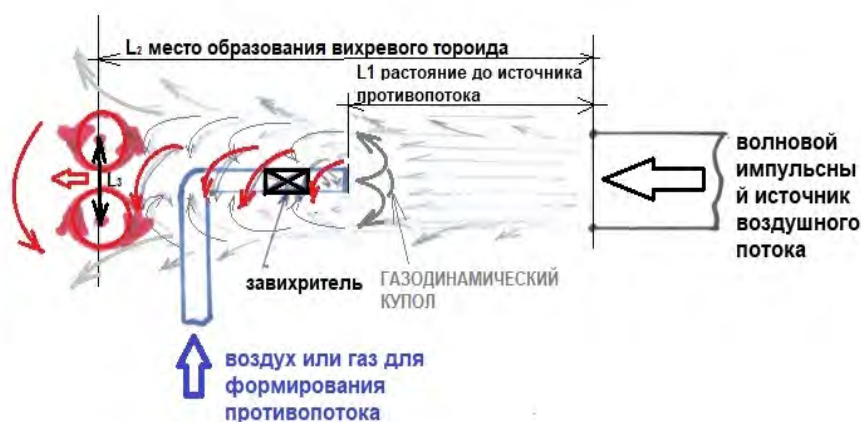 L2 место образования вихревого тороида
L1 растояние до источника
противопотока
волновой
импульсны
й источник
воздушного
потока
L3
завихритель
ГАЗОДИНАМИЧЕСКИЙ
КУПОЛ
воздух или газ для
формирования
противопотока